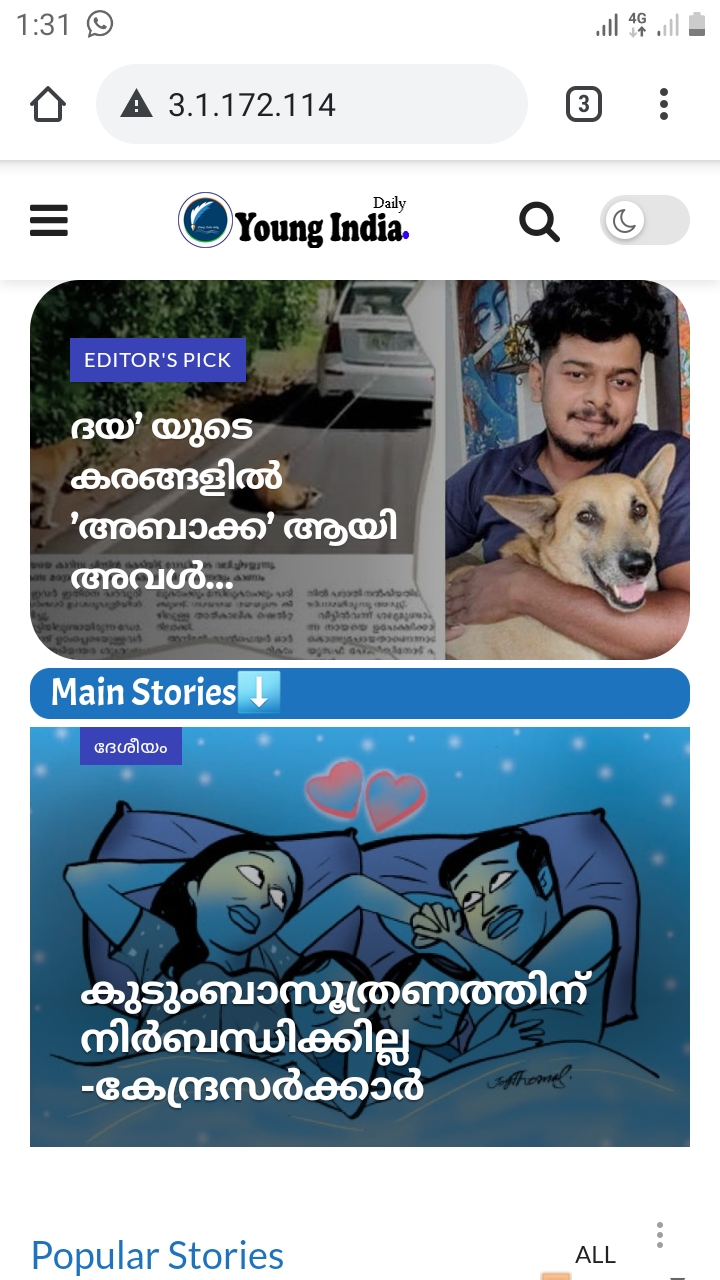 1:31
4G
3.1.172.114
3
Daily
Young India.
EDITOR'S PICK
ദയ’ യുടെ
കരങ്ങളിൽ
’അബാക്ക’ ആയി
അവൾ...
Main Stories⬇️
ദേശീയം
കുടുംബാസൂത്രണത്തിന്
നിർബന്ധിക്കില്ല
-കേന്ദ്രസർക്കാർ
Popular Stories
ALL